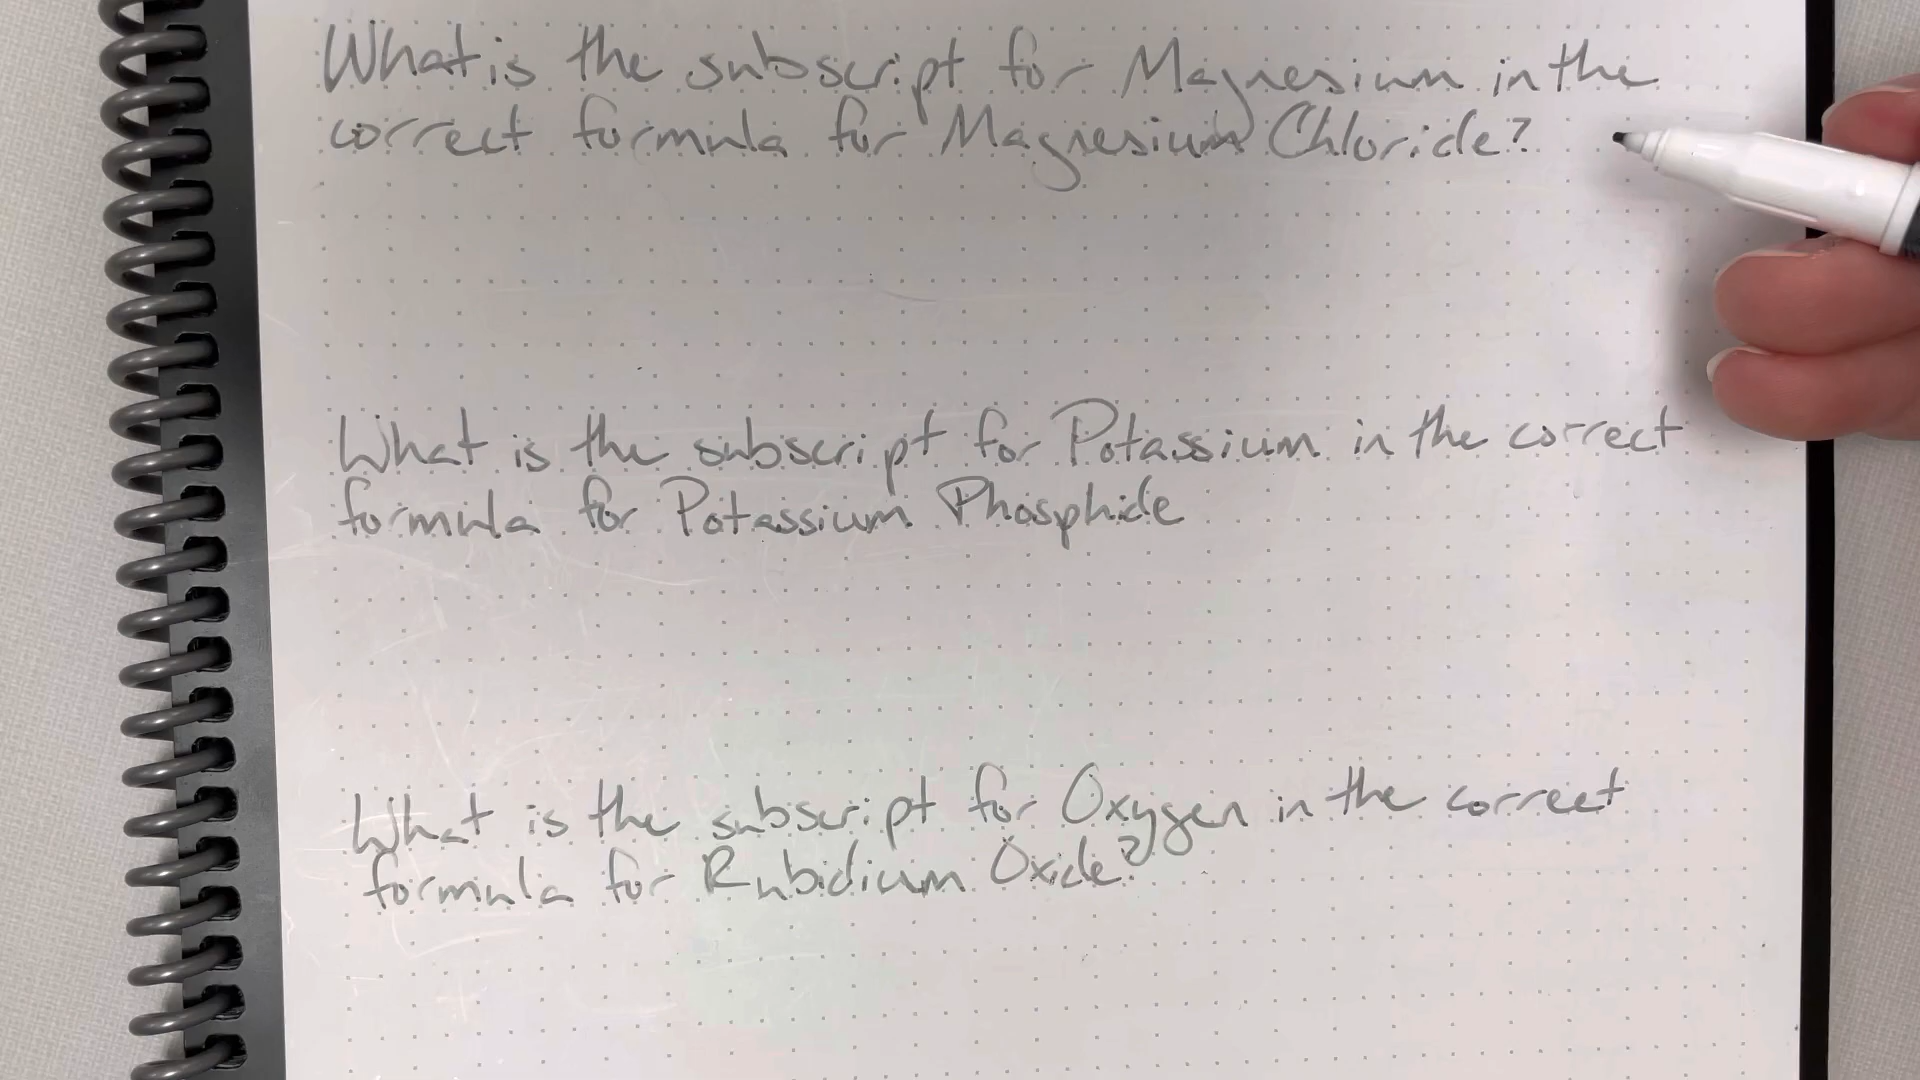 What is the subscript for Magnesium in the
correct formula for Magnesium Chloride?
What is the subscript for Potassium in the correct
formula for Potassium Phosphide
What is the subscript for Oxygen in the correct
formula for Rubidium Oxide?